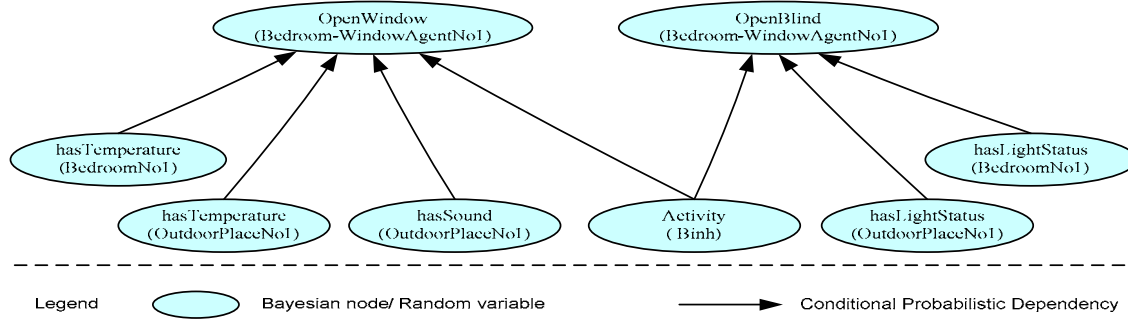 OpenWindow
(Bedroom-WindowAgentNo1)
OpenBlind
(Bedroom-WindowAgentNo1)
hasTemperature
(BedroomNo1)
hasLightStatus
(BedroomNo1)
hasTemperature
(OutdoorPlaceNo1)
hasSound
(OutdoorPlaceNo1)
Activity
( Binh)
hasLightStatus
(OutdoorPlaceNo1)
Legend
Bayesian node/ Random variable
Conditional Probabilistic Dependency